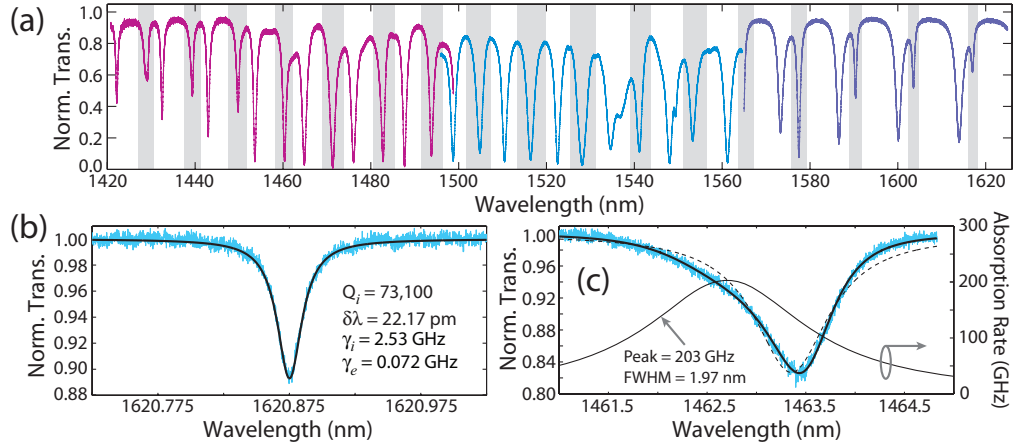 (a)
Norm. Trans.
1.0
0.8
0.6
0.4
0.2
0.0
1420 1440 1460 1480 1500 1520 1540 1560 1580 1600 1620
Wavelength (nm)
(b)
Norm. Trans.
1.00
0.98
0.96
0.94
0.92
0.90
0.88
Qi = 73,100
δλ = 22.17 pm
γi = 2.53 GHz
γe = 0.072 GHz
1620.775 1620.875 1620.975
Wavelength (nm)
(c)
Norm. Trans.
1.00
0.96
0.92
0.88
0.84
0.80
Peak = 203 GHz
FWHM = 1.97 nm
1461.5 1462.5 1463.5 1464.5
Wavelength (nm)
300
200
100
0
Absorption Rate (GHz)